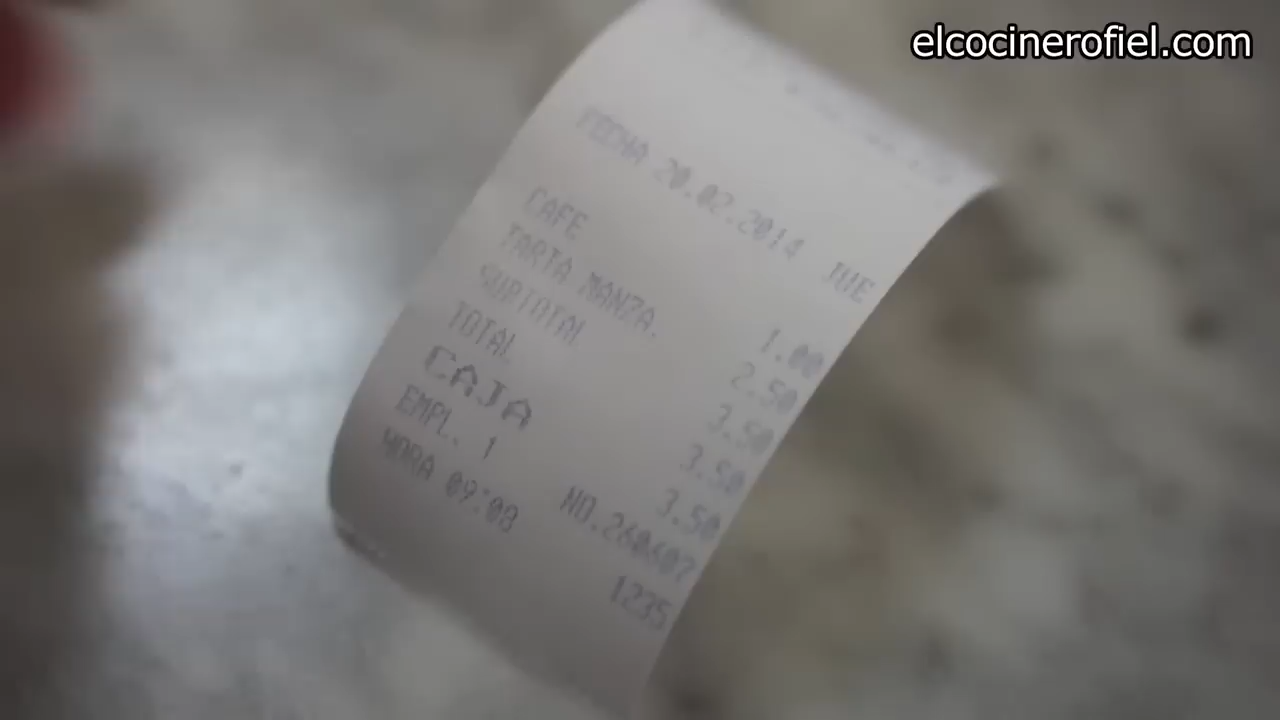 elcocinerofiel.com
FECHA 20.02.2014 JUE
CAFE 1.00
TARTA MANZA. 2.50
SUBTOTAL 3.50
TOTAL 3.50
CAJA 3.50
EMPL. 1 NO.260607
HORA 09:08 1235